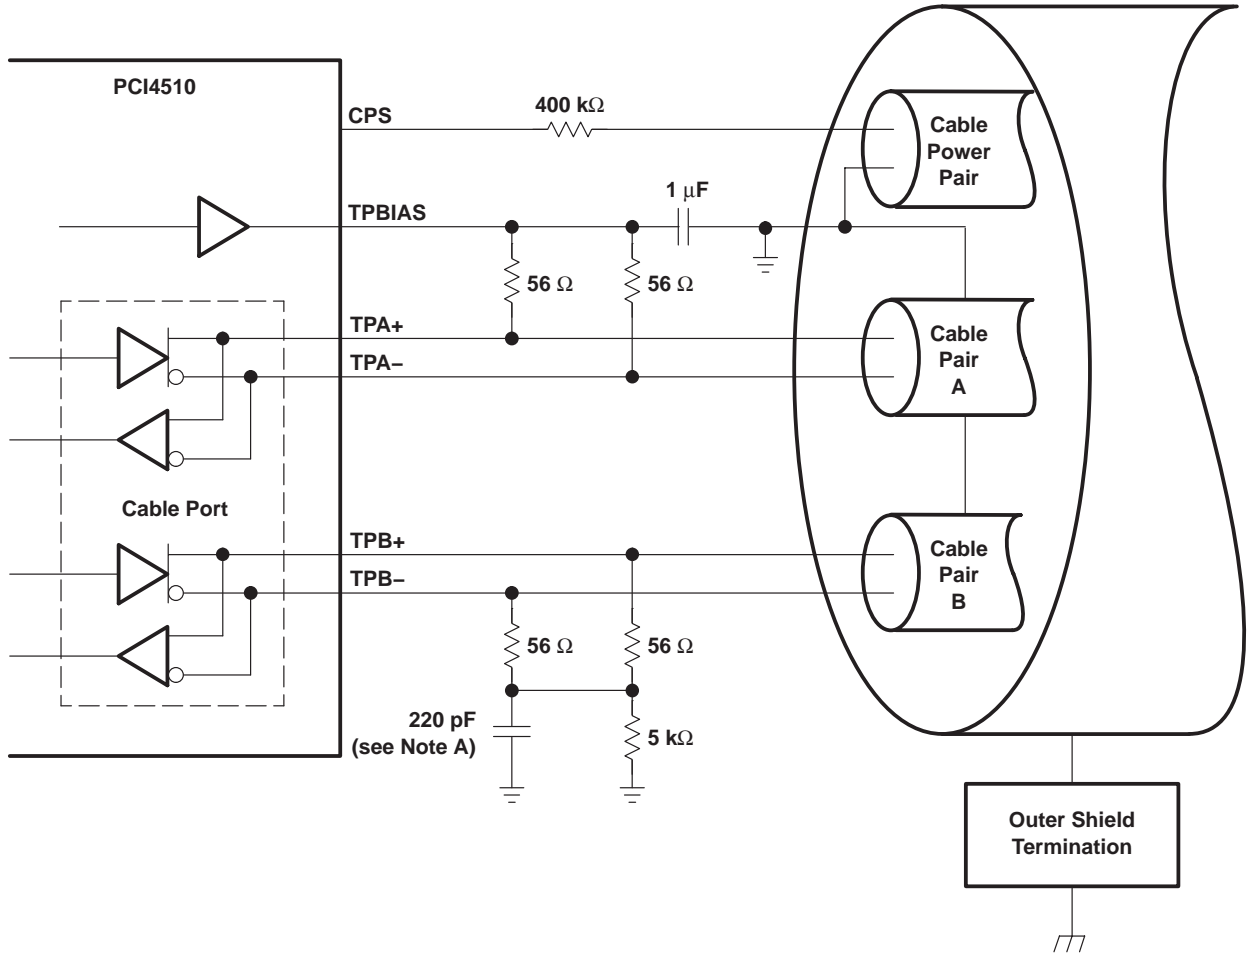 PCI4510
CPS
400 kΩ
Cable
Power
Pair
TPBIAS
1 μF
56 Ω
56 Ω
TPA+
TPA–
Cable
Pair
A
Cable Port
TPB+
TPB–
Cable
Pair
B
56 Ω
56 Ω
220 pF
(see Note A)
5 kΩ
Outer Shield
Termination